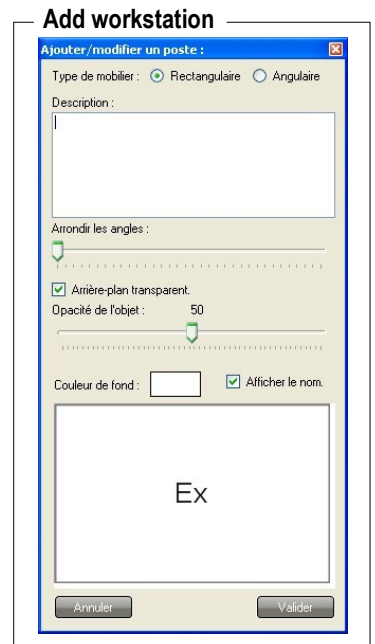 Add workstation
Ajouter/modifier un poste :
Type de mobilier : Rectangulaire Angulaire
Description :
Arrondir les angles :
Arrière-plan transparent.
Opacité de l'objet : 50
Couleur de fond : Afficher le nom.
Ex
Annuler Valider